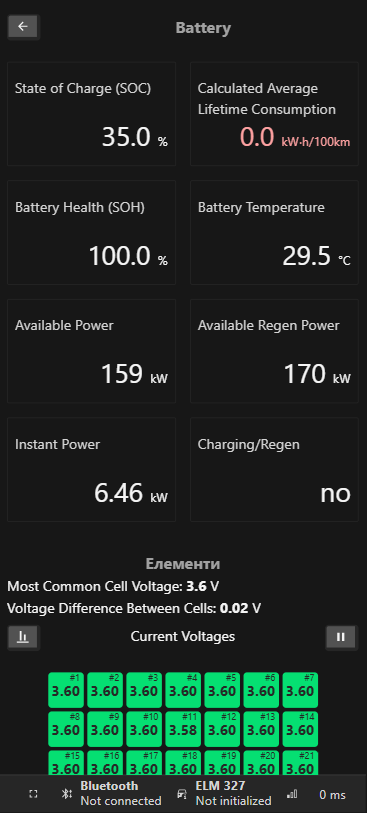 Battery
State of Charge (SOC)
35.0 %
Calculated Average
Lifetime Consumption
0.0 kW·h/100km
Battery Health (SOH)
100.0 %
Battery Temperature
29.5 °C
Available Power
159 kW
Available Regen Power
170 kW
Instant Power
6.46 kW
Charging/Regen
no
Елементи
Most Common Cell Voltage: 3.6 V
Voltage Difference Between Cells: 0.02 V
Current Voltages
#1 #2 #3 #4 #5 #6 #7
3.60 3.60 3.60 3.60 3.60 3.60 3.60
#8 #9 #10 #11 #12 #13 #14
3.60 3.60 3.60 3.58 3.60 3.60 3.60
#15 #16 #17 #18 #19 #20 #21
3.60 3.60 3.60 3.60 3.60 3.60 3.60
Bluetooth
Not connected
ELM 327
Not initialized
0 ms